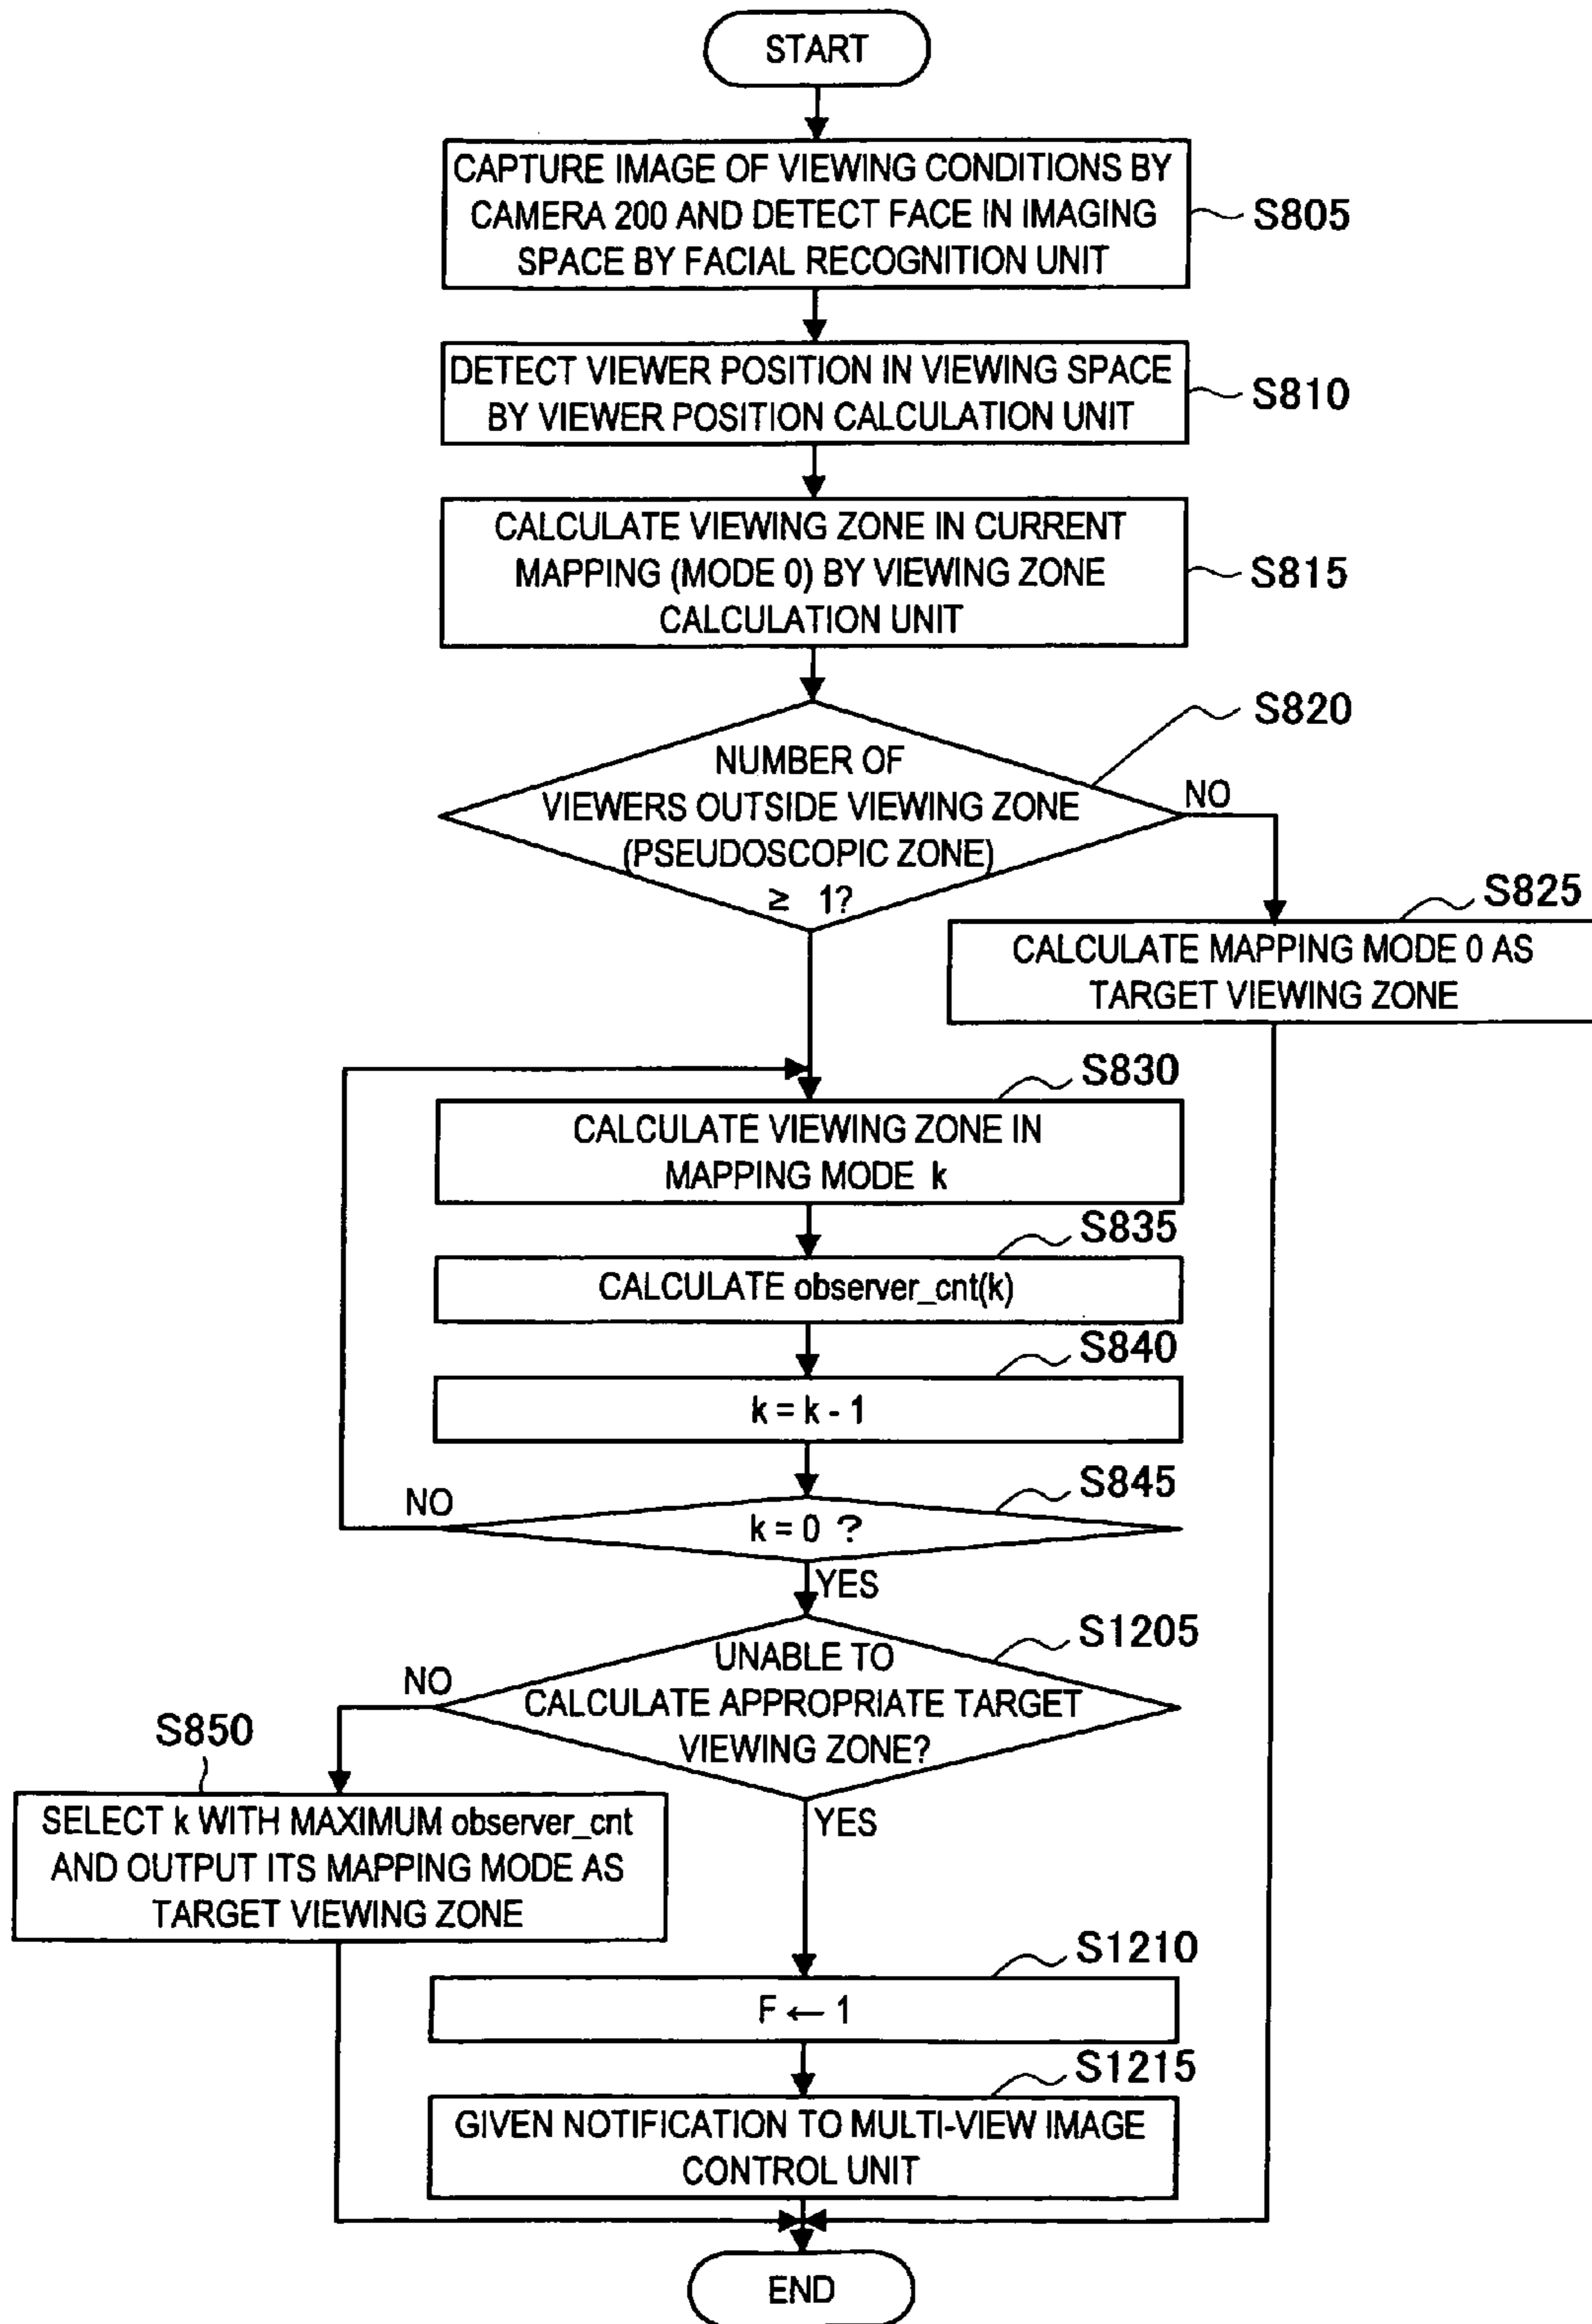 START
CAPTURE IMAGE OF VIEWING CONDITIONS BY
CAMERA 200 AND DETECT FACE IN IMAGING
SPACE BY FACIAL RECOGNITION UNIT
S805
DETECT VIEWER POSITION IN VIEWING SPACE
BY VIEWER POSITION CALCULATION UNIT
S810
CALCULATE VIEWING ZONE IN CURRENT
MAPPING (MODE 0) BY VIEWING ZONE
CALCULATION UNIT
S815
S820
NUMBER OF
VIEWERS OUTSIDE VIEWING ZONE
(PSEUDOSCOPIC ZONE)
≥ 1?
NO
S825
CALCULATE MAPPING MODE 0 AS
TARGET VIEWING ZONE
S830
CALCULATE VIEWING ZONE IN
MAPPING MODE k
S835
CALCULATE observer_cnt(k)
S840
k = k - 1
S845
NO
k = 0 ?
YES
S1205
UNABLE TO
CALCULATE APPROPRIATE TARGET
VIEWING ZONE?
NO
S850
SELECT k WITH MAXIMUM observer_cnt
AND OUTPUT ITS MAPPING MODE AS
TARGET VIEWING ZONE
YES
S1210
F ← 1
S1215
GIVEN NOTIFICATION TO MULTI-VIEW IMAGE
CONTROL UNIT
END